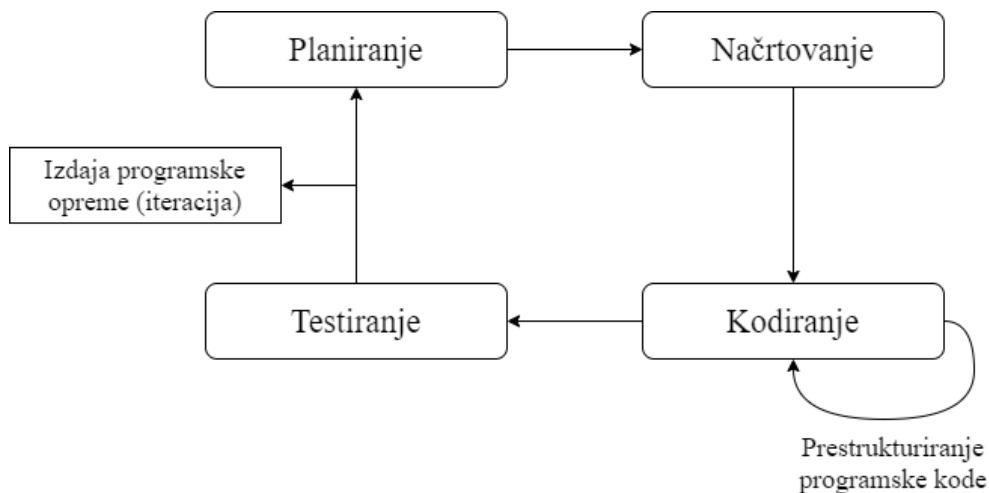 Planiranje
Načrtovanje
Izdaja programske
opreme (iteracija)
Testiranje
Kodiranje
Prestrukturiranje
programske kode